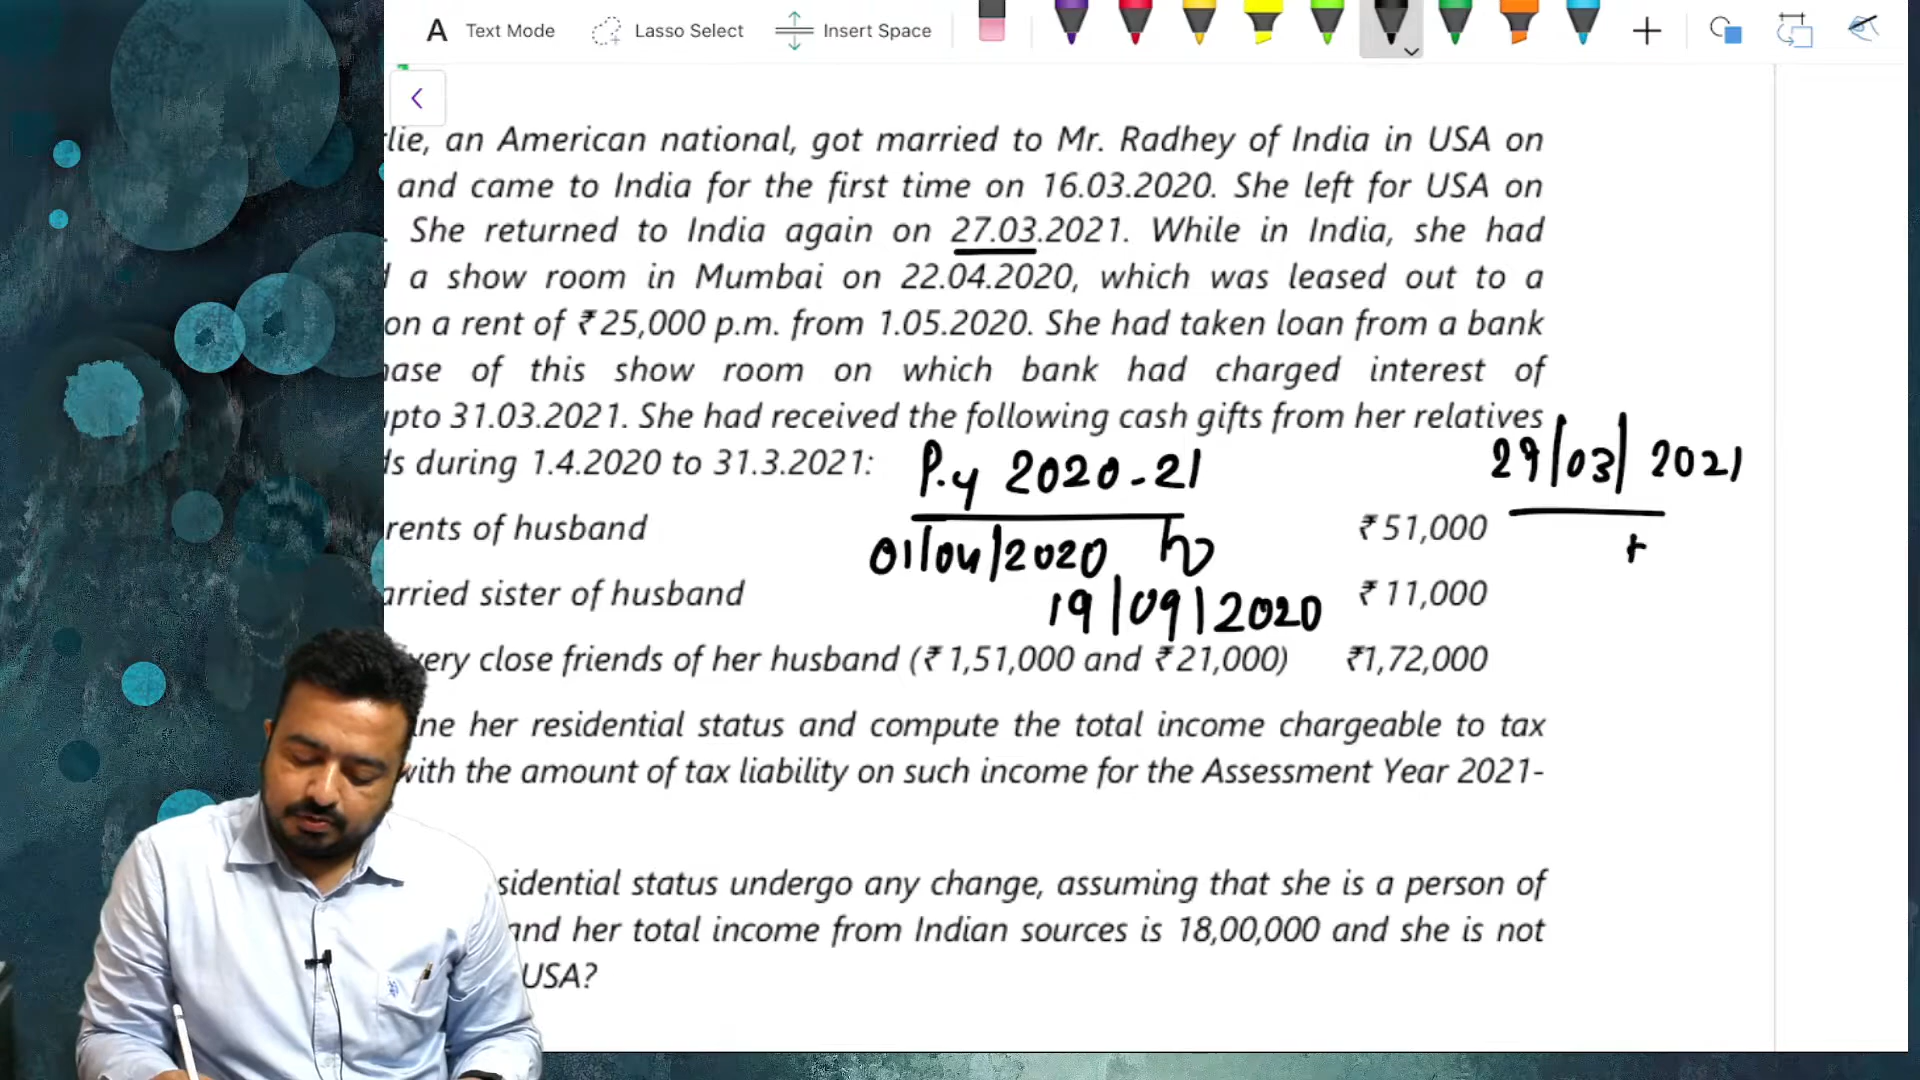 A Text Mode Lasso Select Insert Space
lie, an American national, got married to Mr. Radhey of India in USA on
and came to India for the first time on 16.03.2020. She left for USA on
. She returned to India again on 27.03.2021. While in India, she had
a show room in Mumbai on 22.04.2020, which was leased out to a
on a rent of ₹ 25,000 p.m. from 1.05.2020. She had taken loan from a bank
ase of this show room on which bank had charged interest of
upto 31.03.2021. She had received the following cash gifts from her relatives
ds during 1.4.2020 to 31.3.2021:
P.y 2020-21
29/03/2021
rents of husband ₹ 51,000
01/04/2020 to
arried sister of husband ₹ 11,000
19/09/2020
very close friends of her husband (₹ 1,51,000 and ₹ 21,000) ₹1,72,000
ine her residential status and compute the total income chargeable to tax
with the amount of tax liability on such income for the Assessment Year 2021-
sidential status undergo any change, assuming that she is a person of
and her total income from Indian sources is 18,00,000 and she is not
USA?